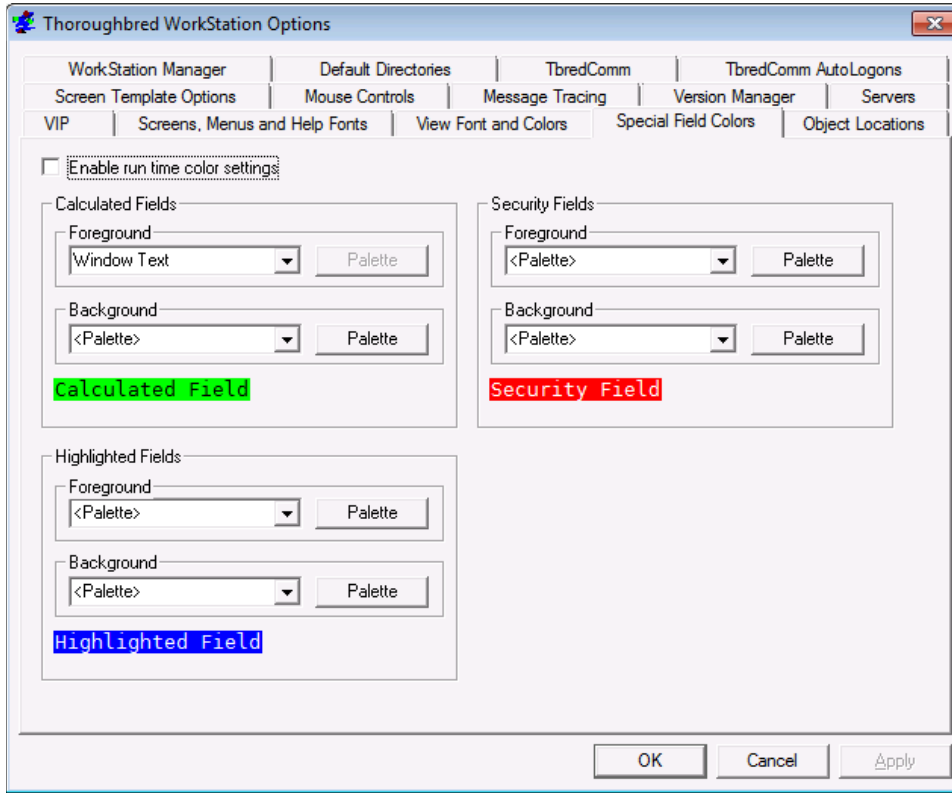 Thoroughbred WorkStation Options
WorkStation Manager Default Directories TbredComm TbredComm AutoLogons
Screen Template Options Mouse Controls Message Tracing Version Manager Servers
VIP Screens, Menus and Help Fonts View Font and Colors Special Field Colors Object Locations
Enable run time color settings
Calculated Fields
Foreground
Window Text Palette
Background
<Palette> Palette
Calculated Field
Security Fields
Foreground
<Palette> Palette
Background
<Palette> Palette
Security Field
Highlighted Fields
Foreground
<Palette> Palette
Background
<Palette> Palette
Highlighted Field
OK Cancel Apply